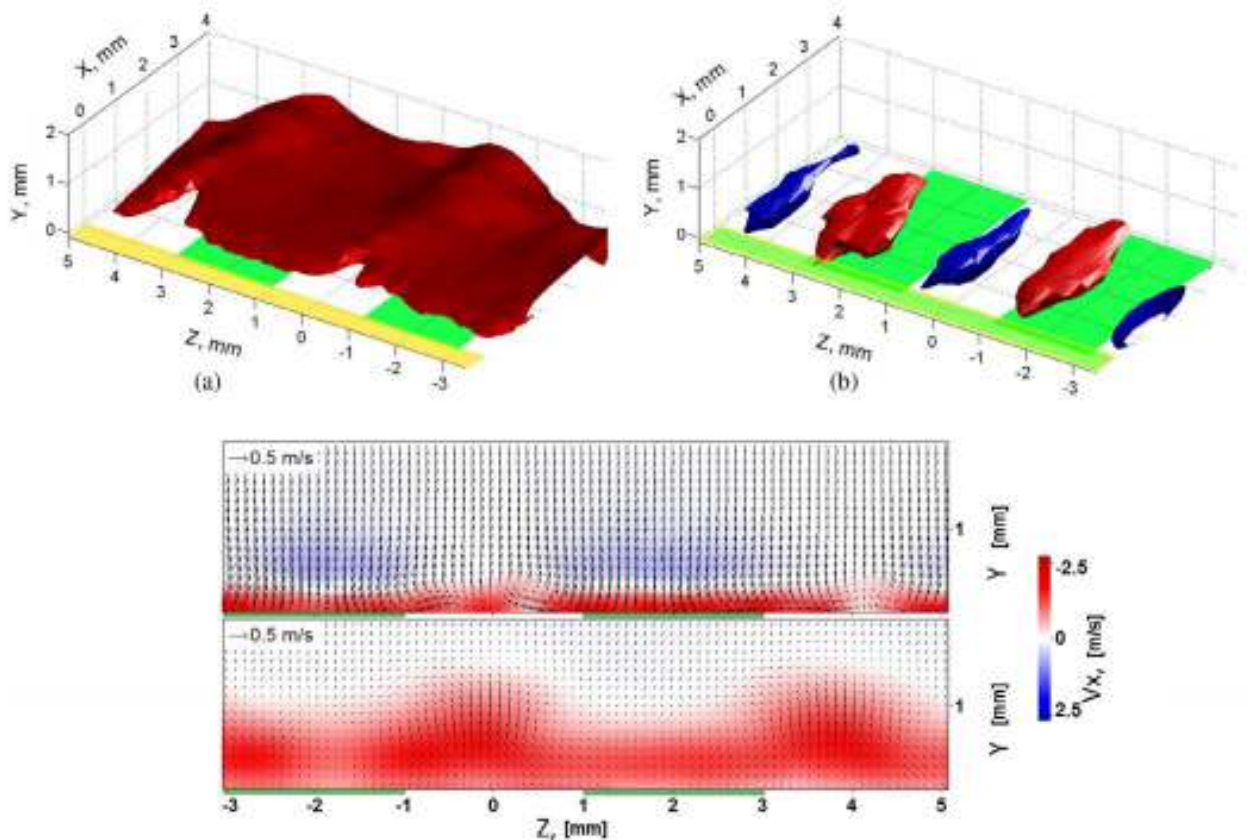 X, mm
0 1 2 3 4
Y, mm
2
1
0
5 4 3 2 1 0 -1 -2 -3
Z, mm
(a)
X, mm
0 1 2 3 4
Y, mm
2
1
0
5 4 3 2 1 0 -1 -2 -3
Z, mm
(b)
→0.5 m/s
1
Y [mm]
→0.5 m/s
1
Y [mm]
-3 -2 -1 0 1 2 3 4 5
Z, [mm]
-2.5
0
2.5
Vx, [m/s]